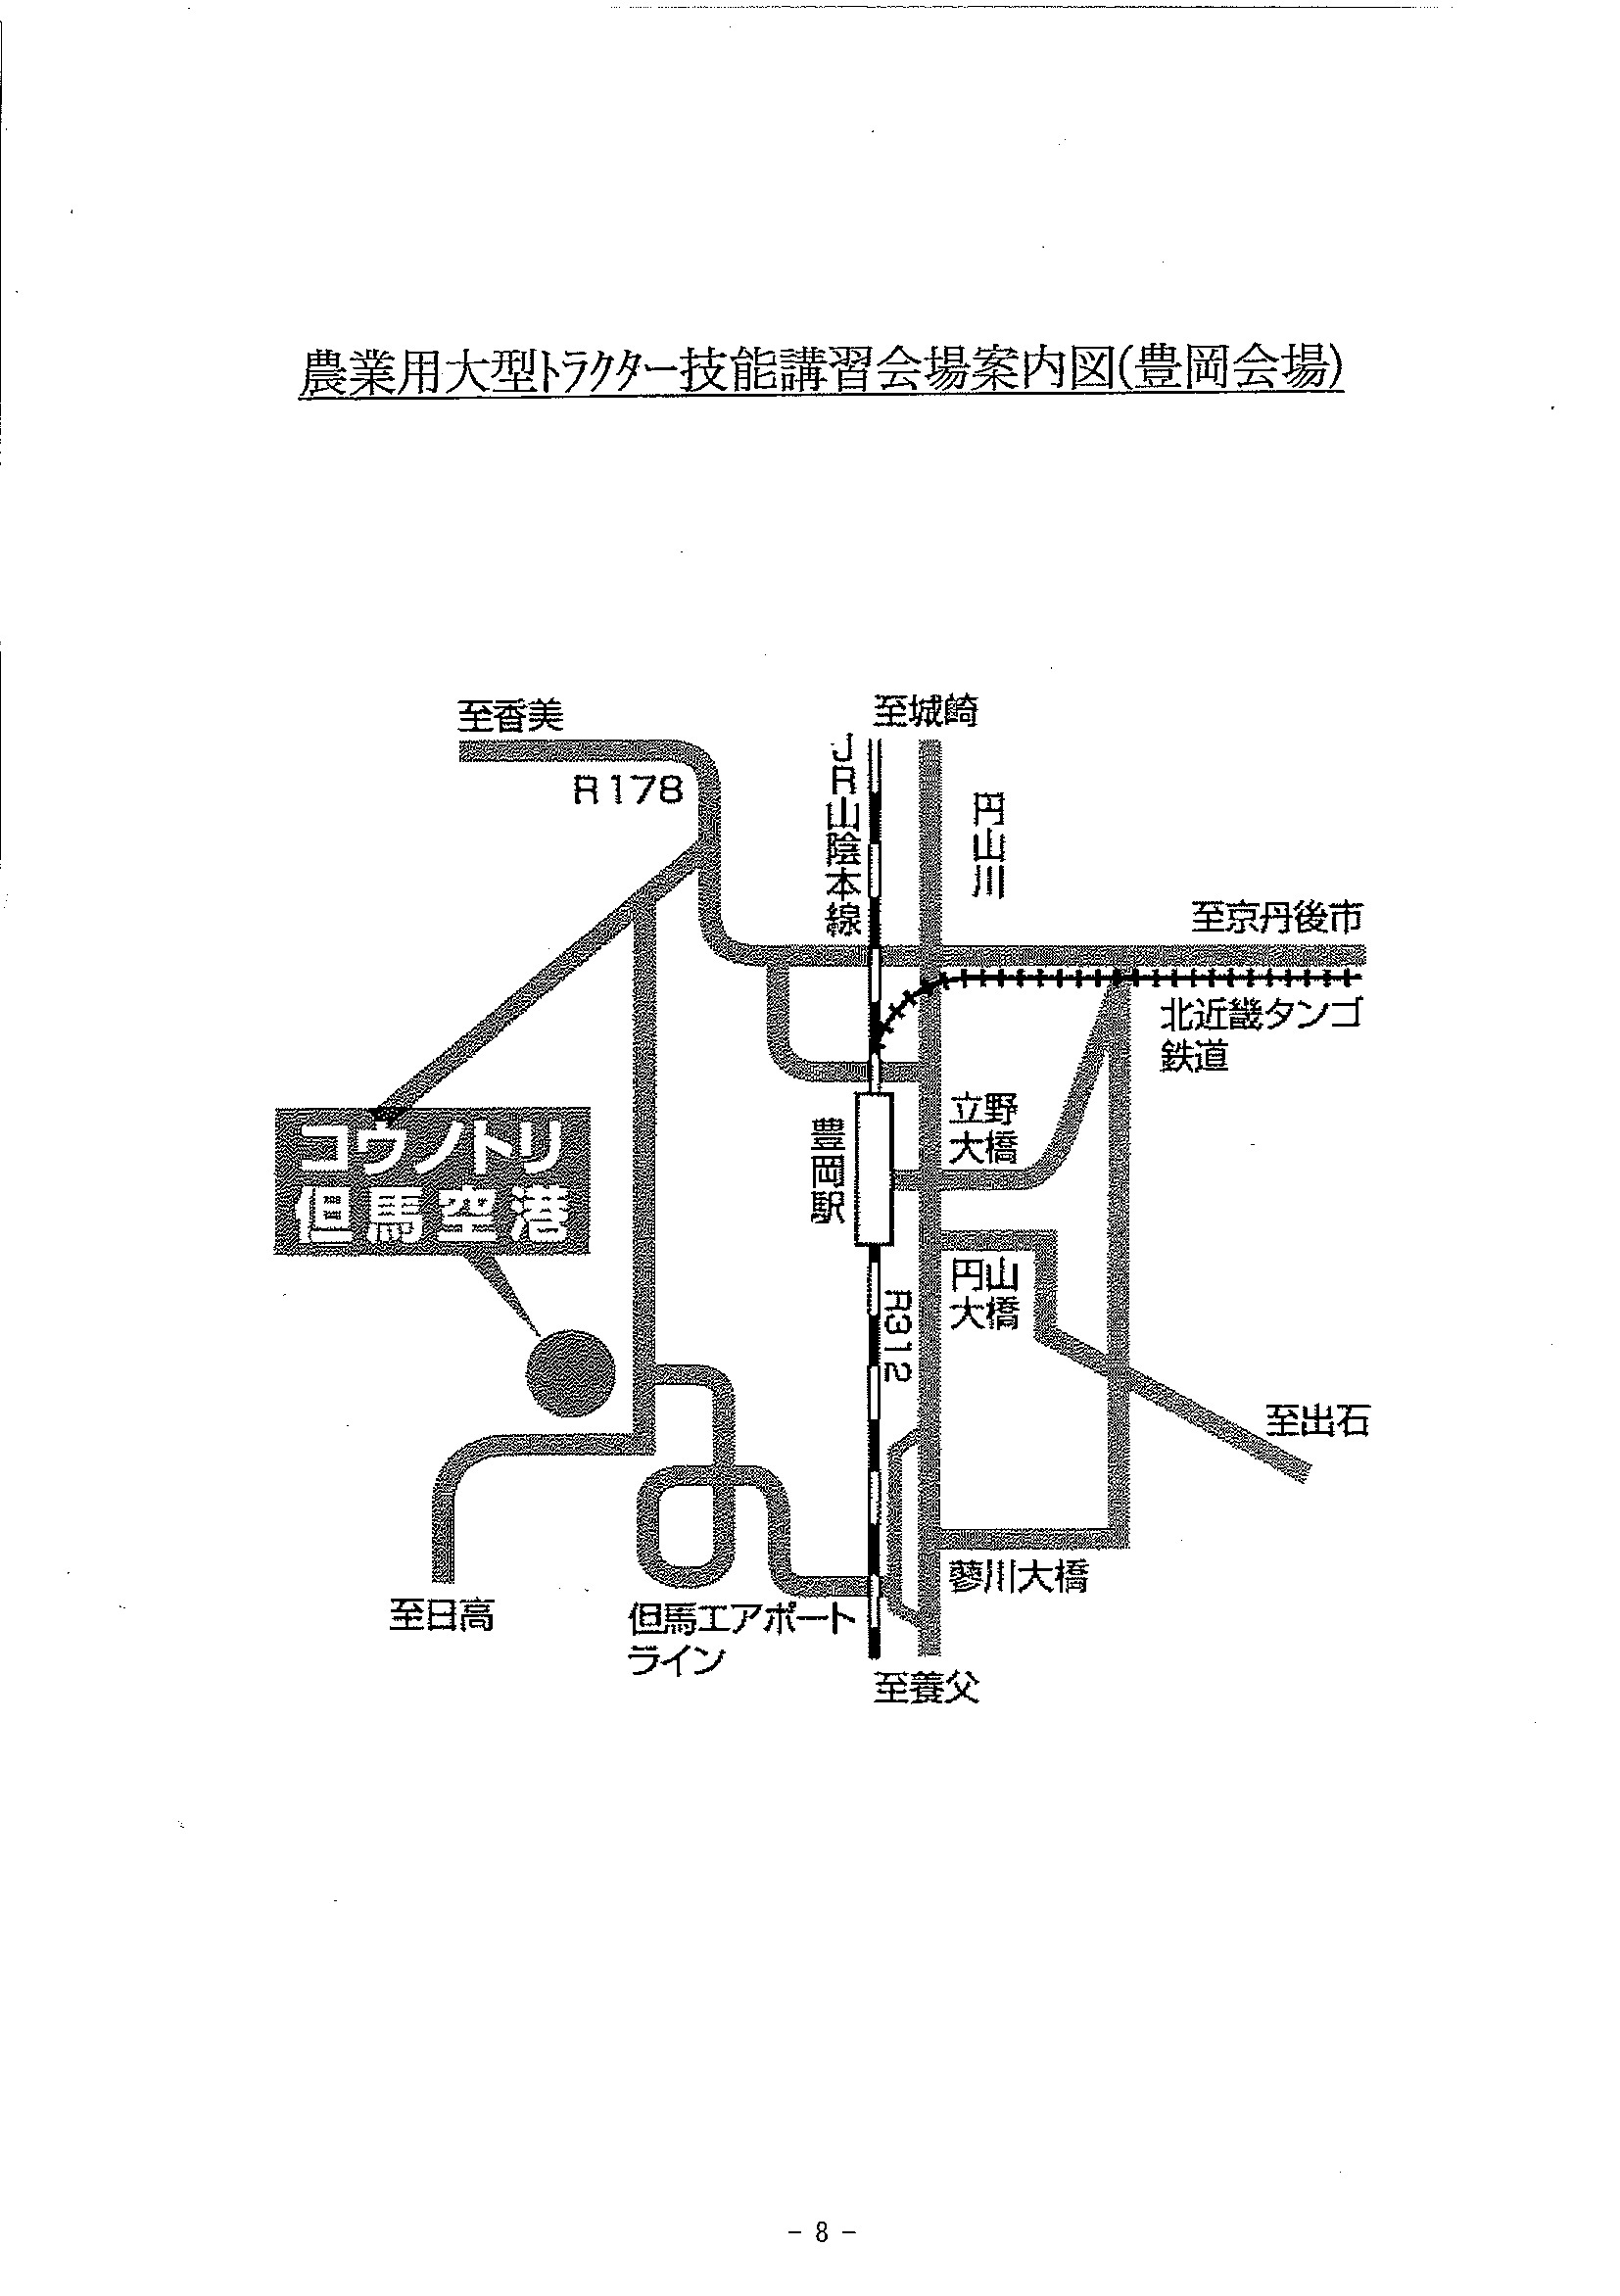 農業用大型トラクター技能講習会場案内図(豊岡会場)
至香美
至城崎
R178
JR山陰本線
円山川
至京丹後市
北近畿タンゴ
鉄道
コウノトリ
但馬空港
豊岡駅
立野
大橋
円山
大橋
R312
至出石
蓼川大橋
至日高
但馬エアポート
ライン
至養父
- 8 -